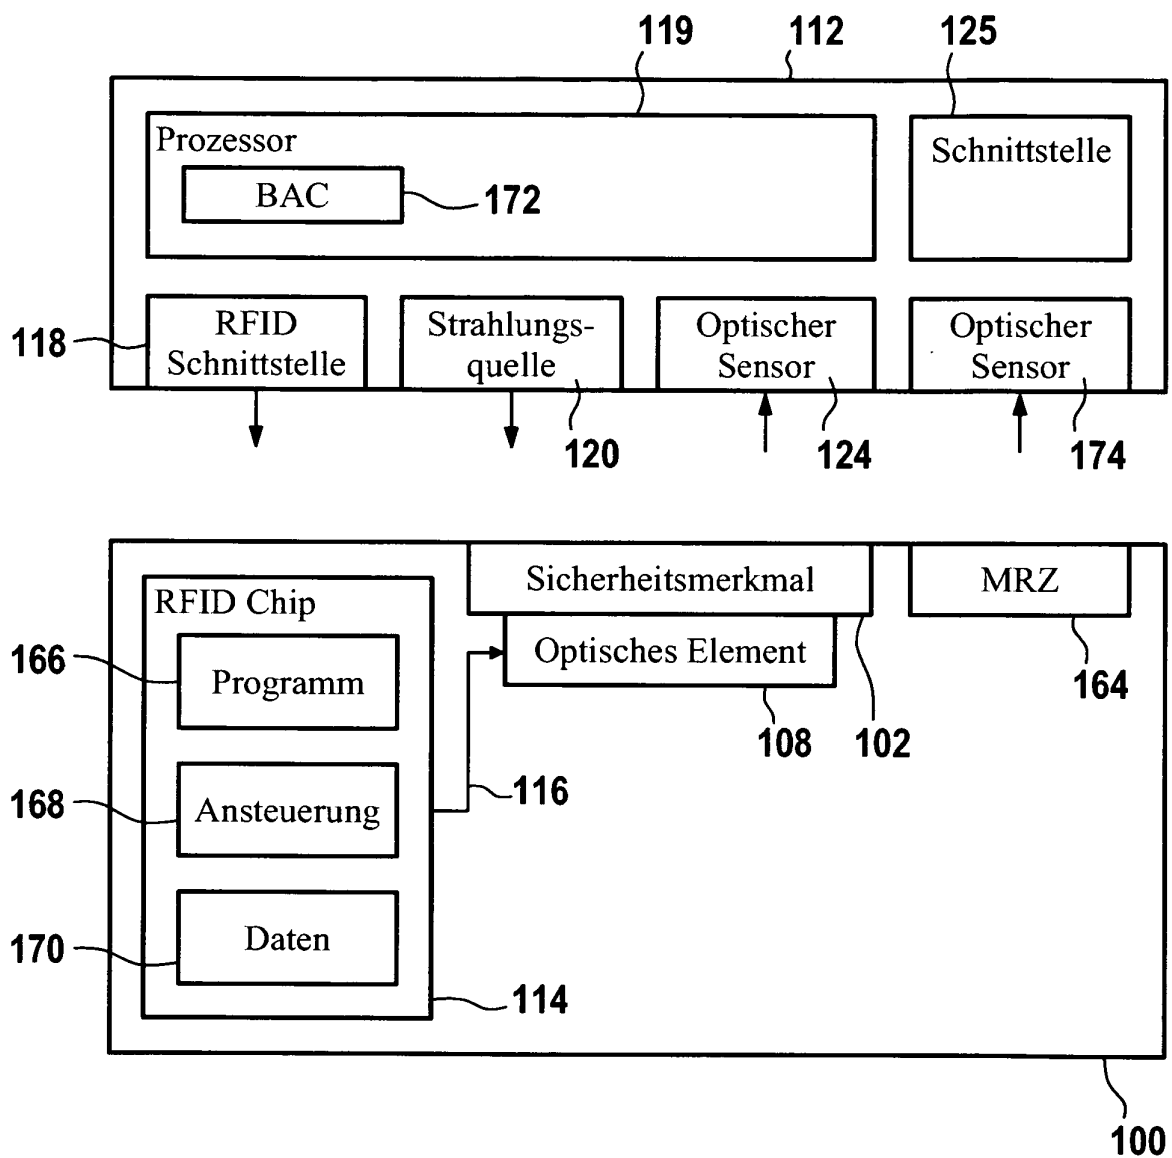 119
112
125
Prozessor
BAC
172
Schnittstelle
118
RFID
Schnittstelle
Strahlungs-
quelle
Optischer
Sensor
Optischer
Sensor
120
124
174
RFID Chip
Sicherheitsmerkmal
MRZ
Optisches Element
166
Programm
164
108
102
168
Ansteuerung
116
170
Daten
114
100